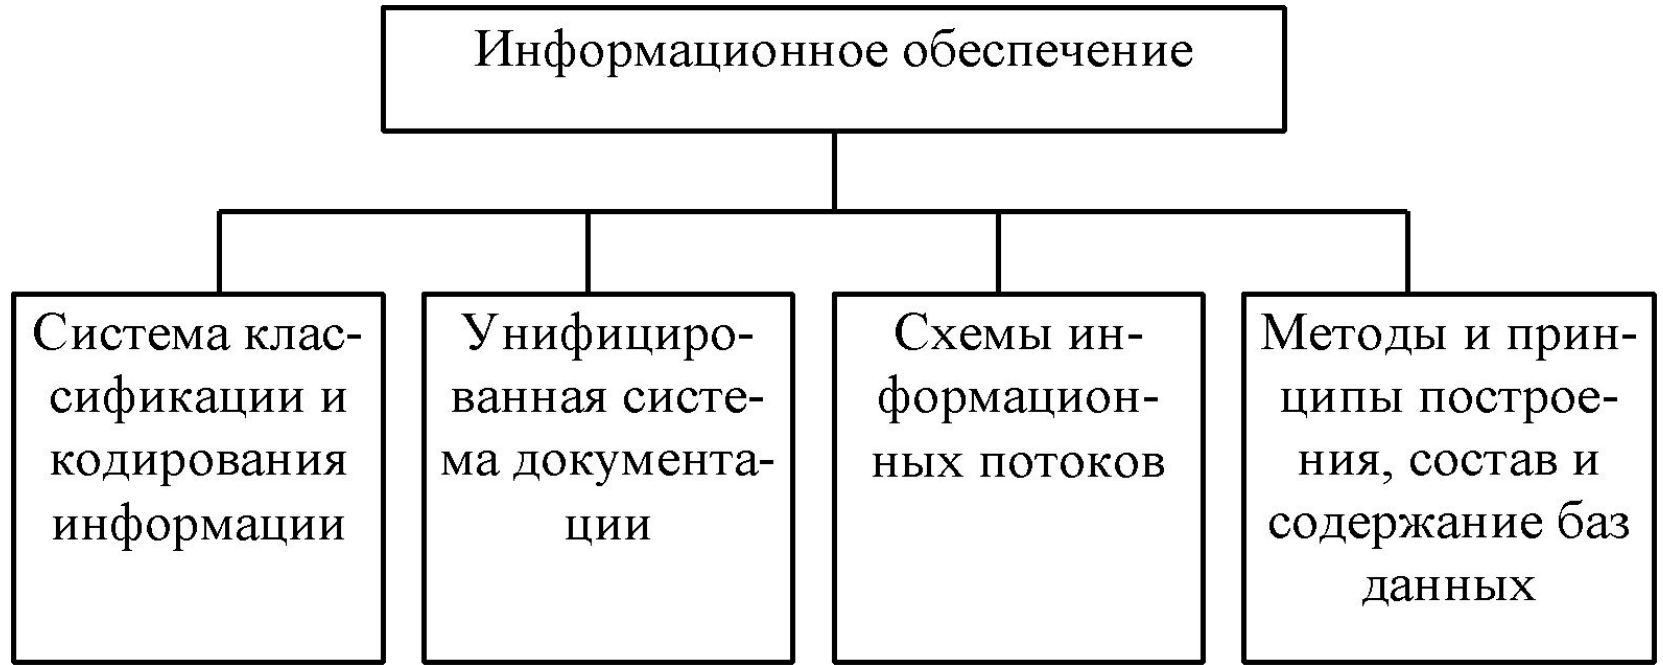 Информационное обеспечение
Система клас-
сификации и
кодирования
информации
Унифициро-
ванная систе-
ма документа-
ции
Схемы ин-
формацион-
ных потоков
Методы и прин-
ципы построе-
ния, состав и
содержание баз
данных